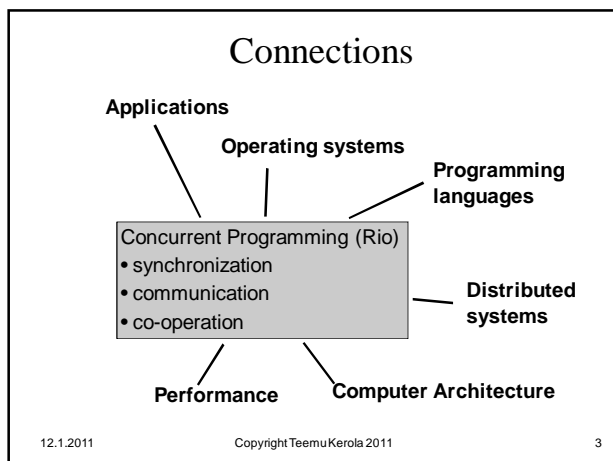 Connections
Applications
Operating systems
Programming
languages
Concurrent Programming (Rio)
• synchronization
• communication
• co-operation
Distributed
systems
Performance
Computer Architecture
12.1.2011
Copyright Teemu Kerola 2011
3